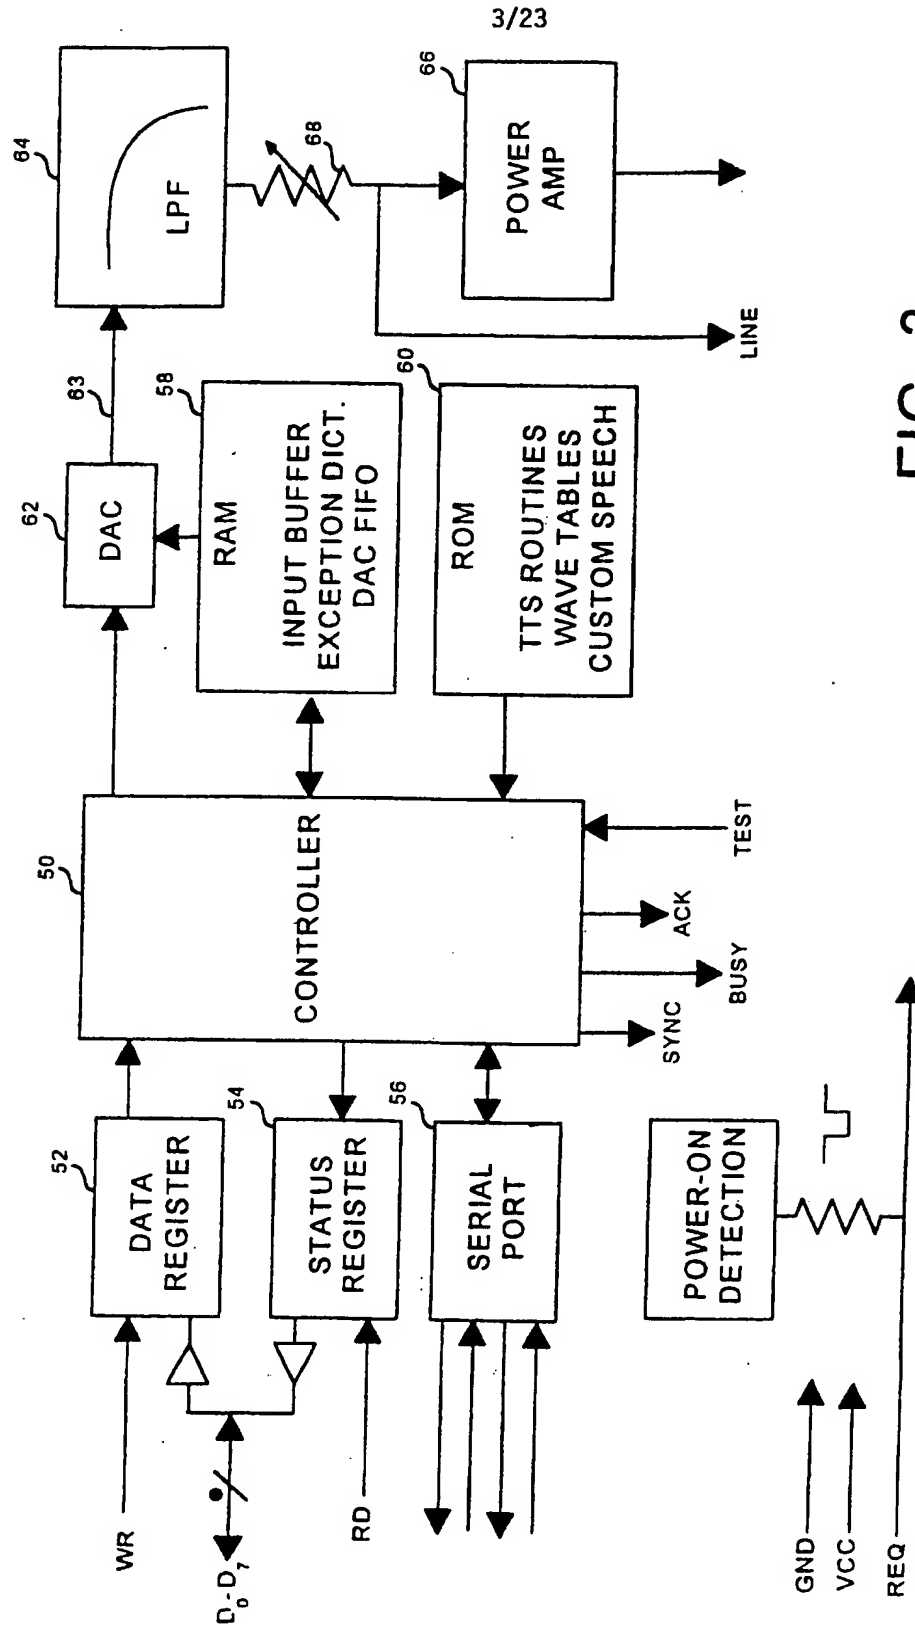 3/23
64
LPF
68
66
POWER
AMP
LINE
63
62
DAC
58
RAM
INPUT BUFFER
EXCEPTION DICT.
DAC FIFO
60
ROM
TTS ROUTINES
WAVE TABLES
CUSTOM SPEECH
50
CONTROLLER
SYNC
BUSY
ACK
TEST
52
DATA
REGISTER
54
STATUS
REGISTER
56
SERIAL
PORT
WR
D0-D7
RD
POWER-ON
DETECTION
GND
VCC
REQ